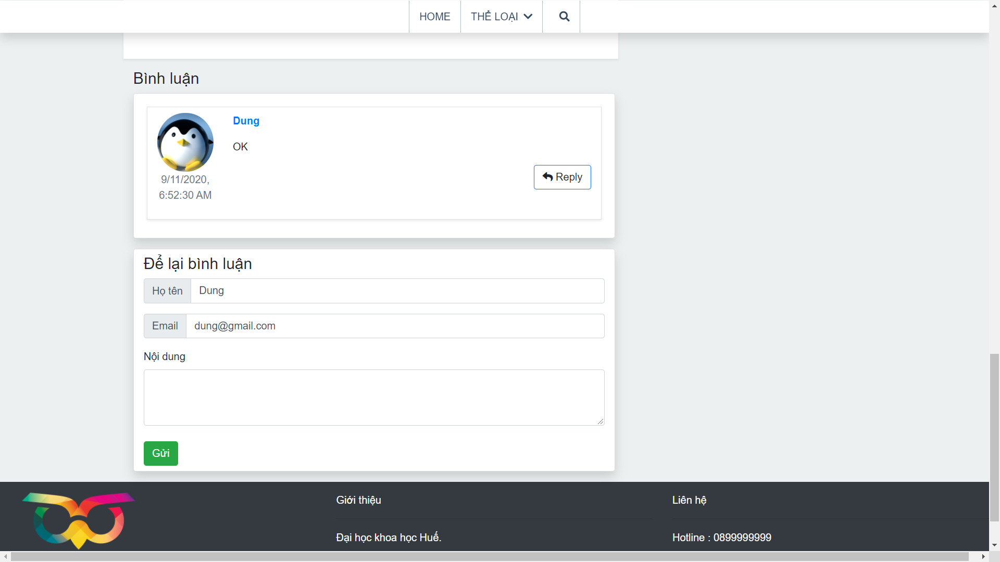 HOME
THỂ LOẠI
Bình luận
Dung
OK
9/11/2020,
6:52:30 AM
Reply
Để lại bình luận
Họ tên
Dung
Email
dung@gmail.com
Nội dung
Gửi
Giới thiệu
Liên hệ
Đại học khoa học Huế.
Hotline : 0899999999